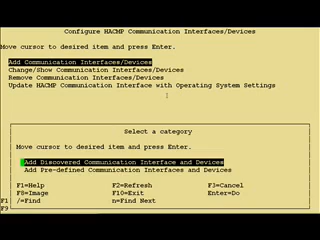 Configure HACMP Communication Interfaces/Devices
Move cursor to desired item and press Enter.
Add Communication Interfaces/Devices
Change/Show Communication Interfaces/Devices
Remove Communication Interfaces/Devices
Update HACMP Communication Interface with Operating System Settings
Select a category
Move cursor to desired item and press Enter.
Add Discovered Communication Interface and Devices
Add Pre-defined Communication Interfaces and Devices
F1=Help F2=Refresh F3=Cancel
F8=Image F10=Exit Enter=Do
F1 /=Find n=Find Next
F9